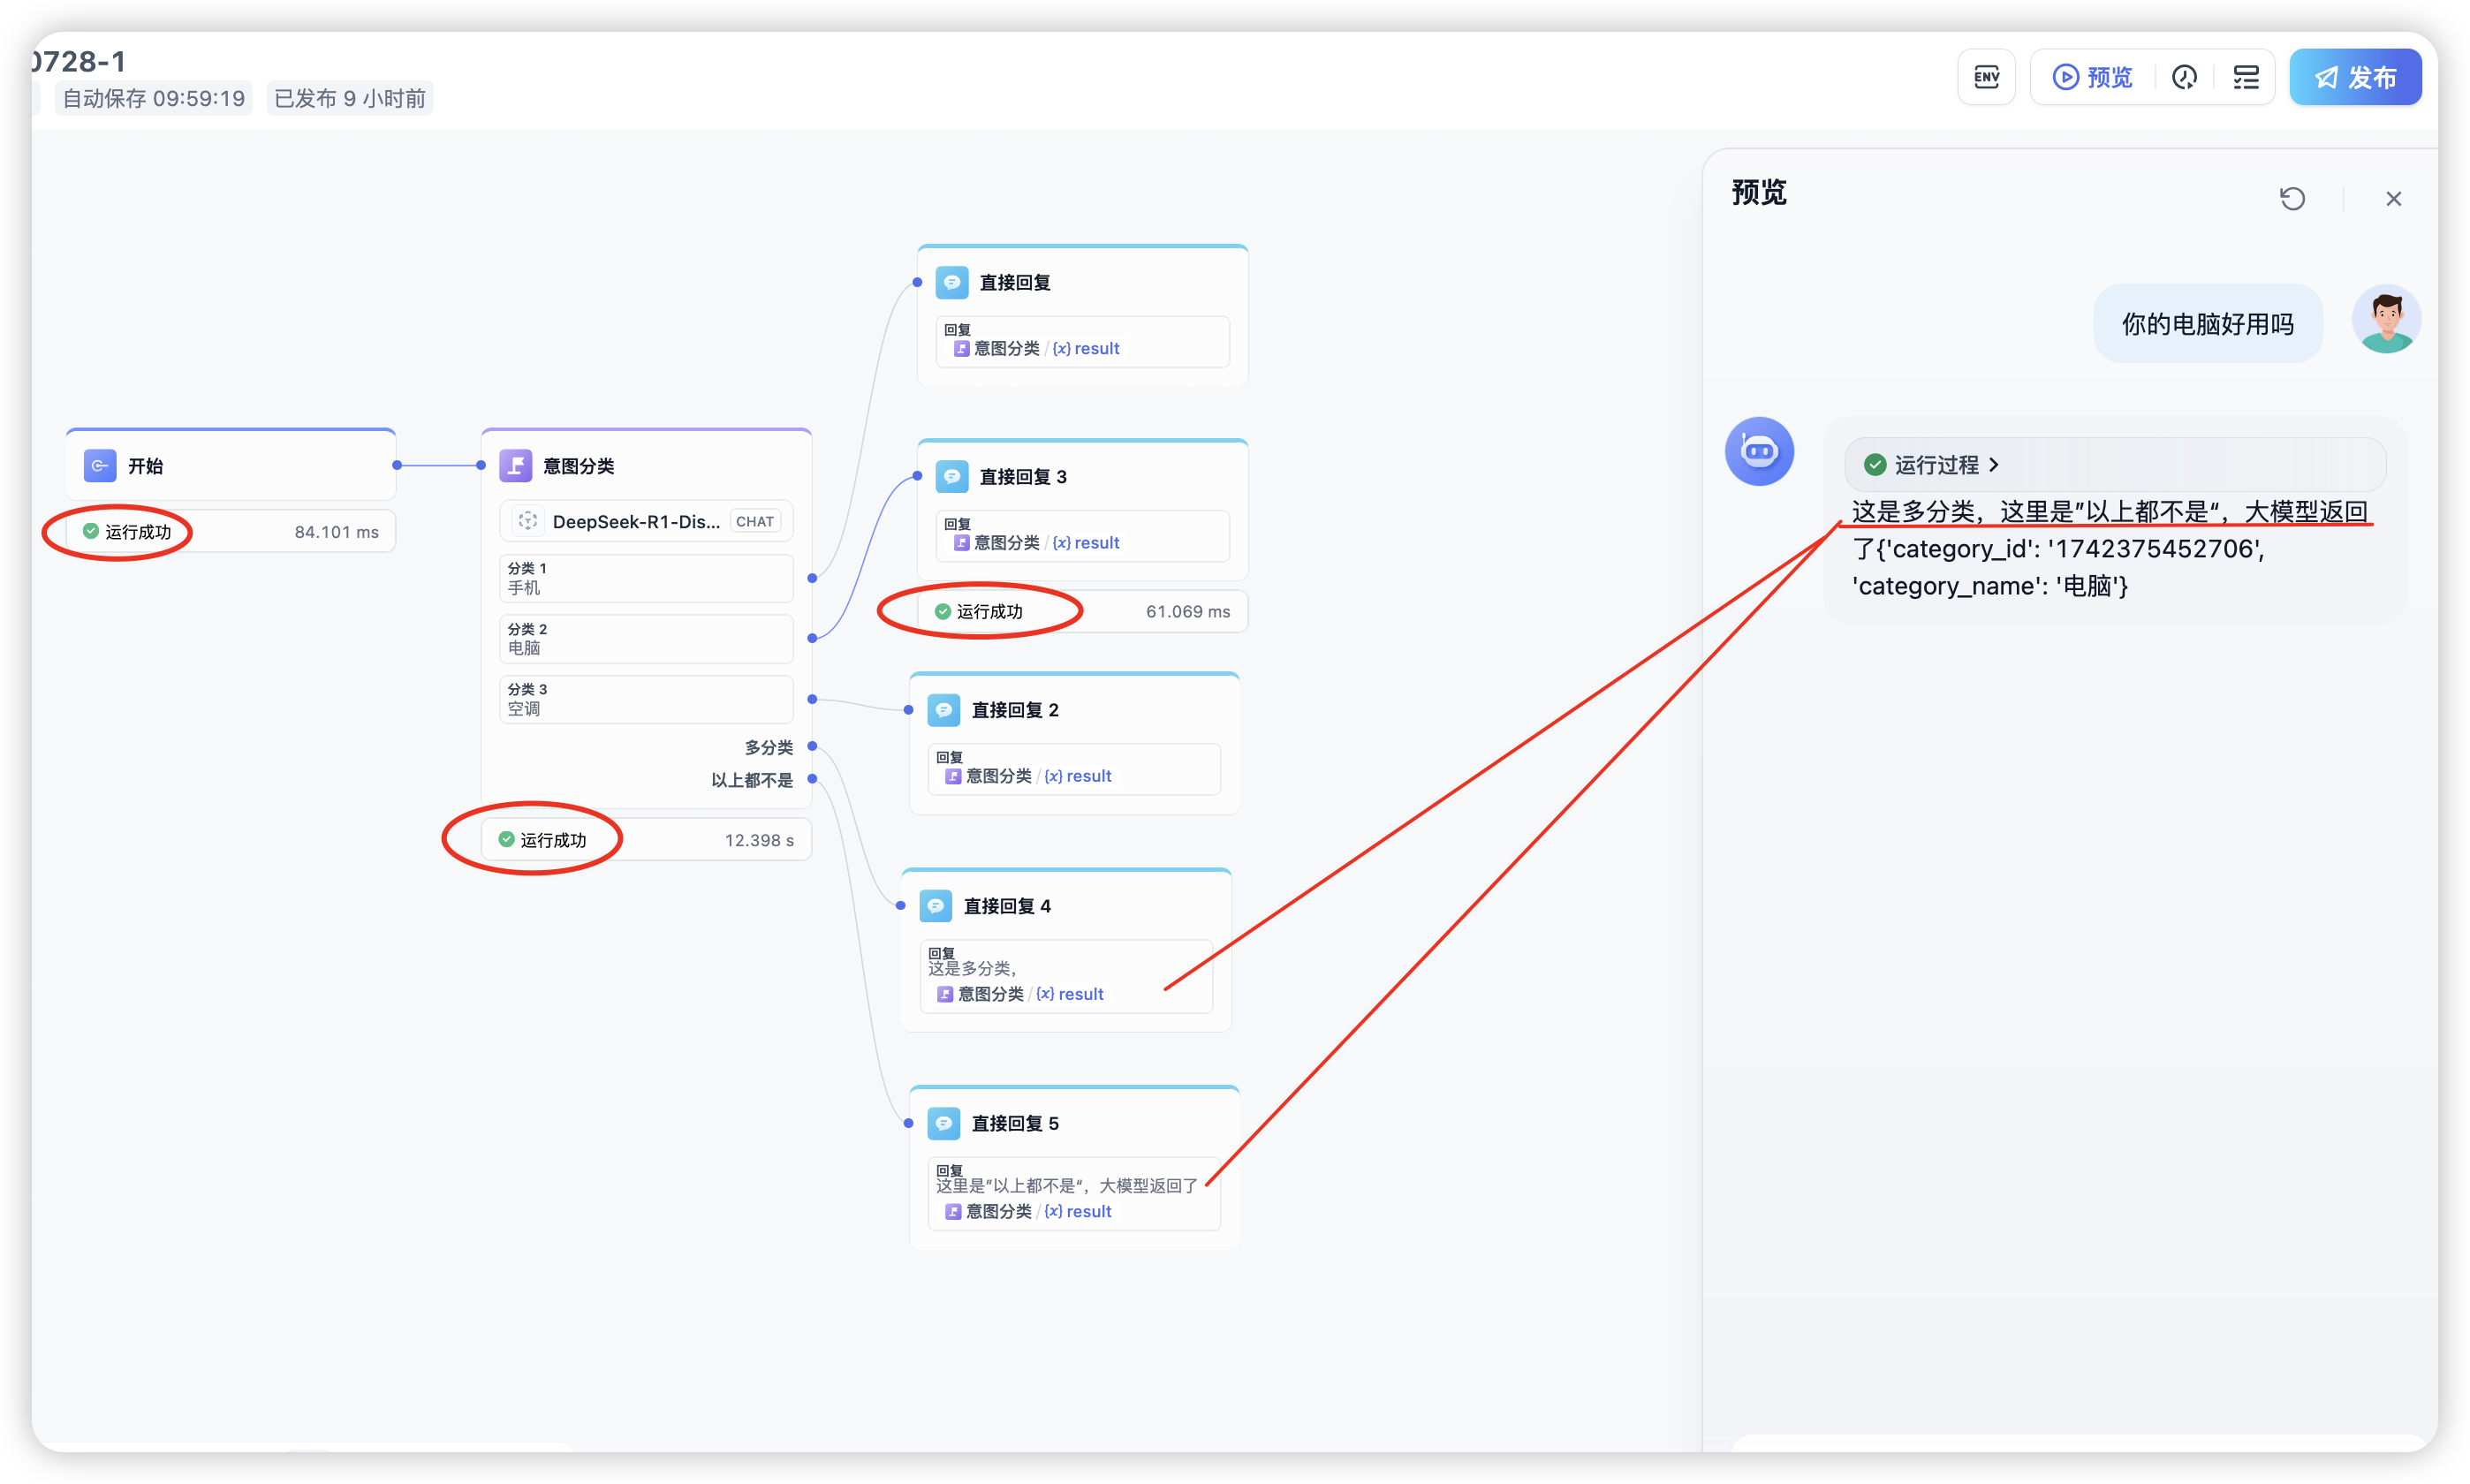 0728-1
自动保存 09:59:19 已发布 9 小时前
ENV
预览
发布
开始
运行成功 84.101 ms
意图分类
DeepSeek-R1-Dis... CHAT
分类 1
手机
分类 2
电脑
分类 3
空调
多分类
以上都不是
运行成功 12.398 s
直接回复
回复
意图分类 / {x} result
直接回复 3
回复
意图分类 / {x} result
运行成功 61.069 ms
直接回复 2
回复
意图分类 / {x} result
直接回复 4
回复
这是多分类，
意图分类 / {x} result
直接回复 5
回复
这里是”以上都不是“，大模型返回了
意图分类 / {x} result
预览
你的电脑好用吗
运行过程
这是多分类，这里是”以上都不是“，大模型返回
了{'category_id': '1742375452706',
'category_name': '电脑'}